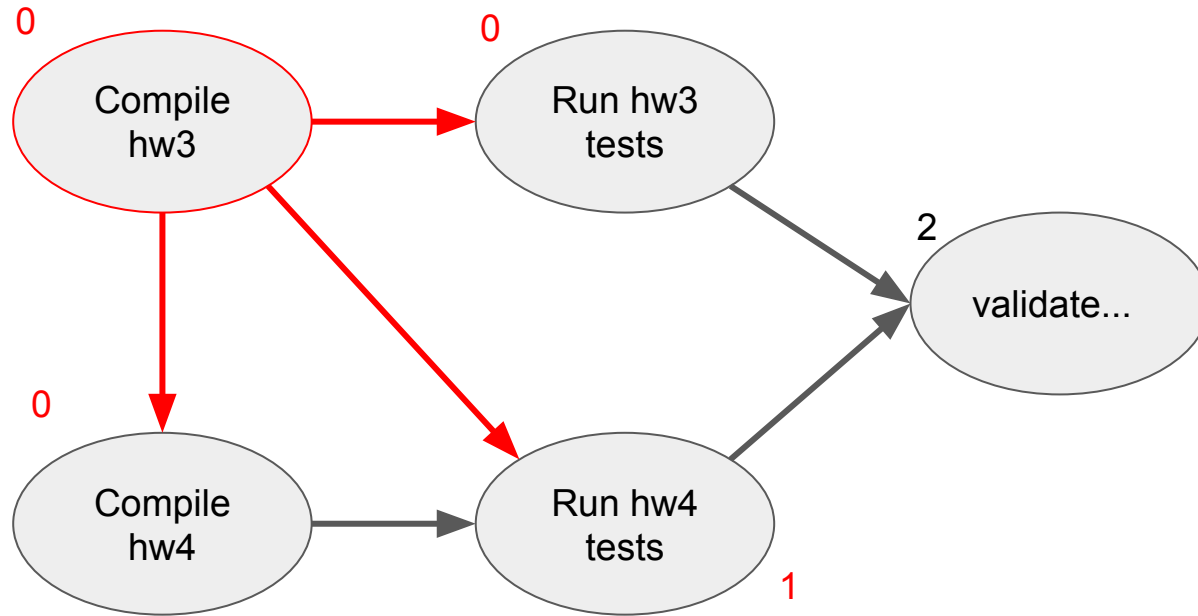 0
Compile
hw3
0
Run hw3
tests
2
validate...
0
Compile
hw4
Run hw4
tests
1